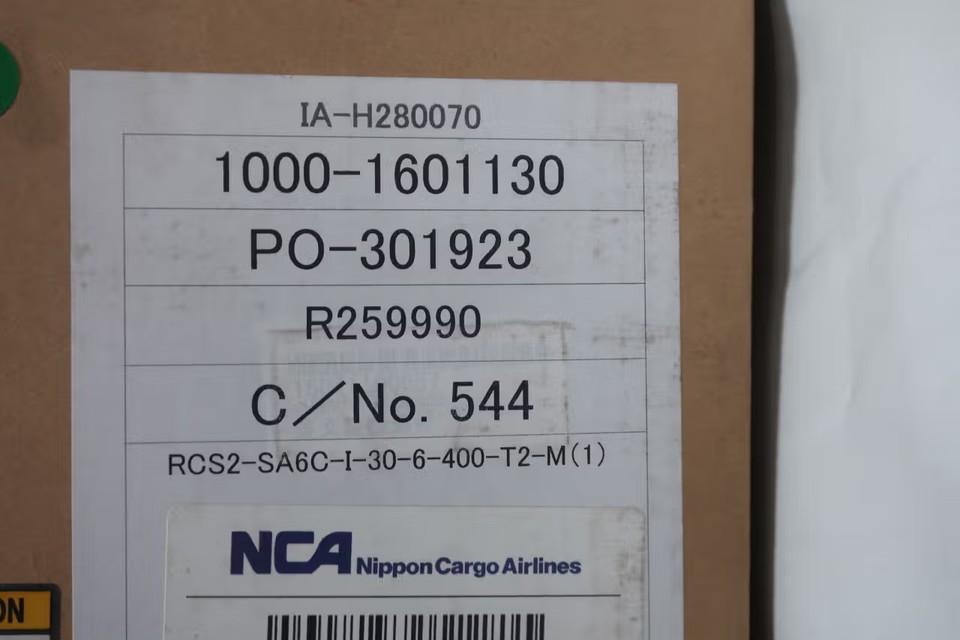 IA-H280070
1000-1601130
PO-301923
R259990
C／No. 544
RCS2-SA6C-I-30-6-400-T2-M(1)
NCA Nippon Cargo Airlines
ON